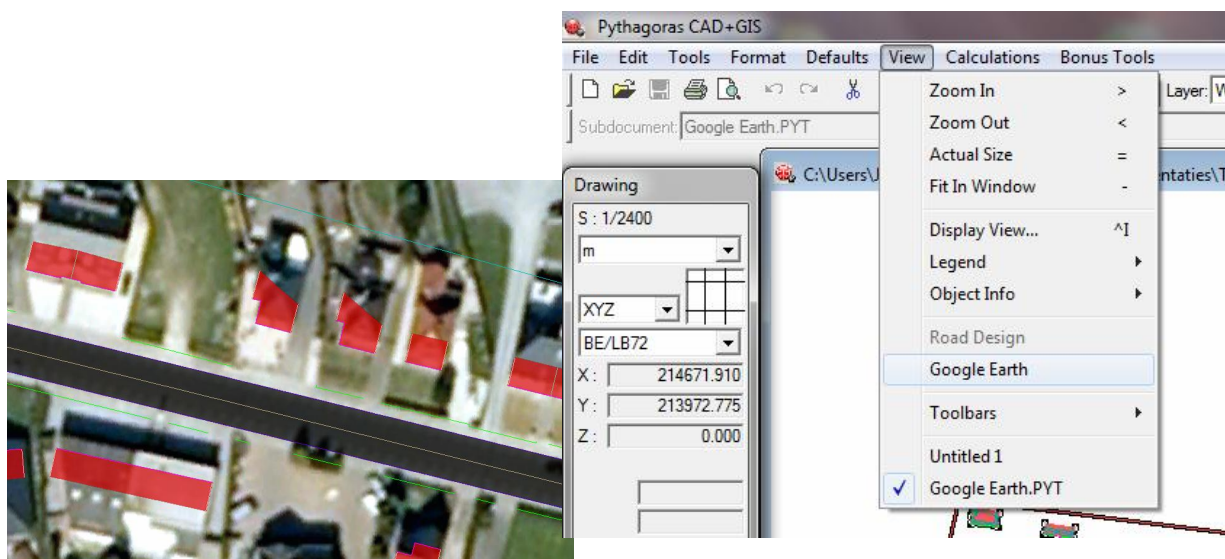 Pythagoras CAD+GIS
File Edit Tools Format Defaults View Calculations Bonus Tools
Layer: W
Subdocument: Google Earth.PYT
C:\Users\J
entaties\T
Zoom In >
Zoom Out <
Actual Size =
Fit In Window -
Display View... ^I
Legend
Object Info
Road Design
Google Earth
Toolbars
Untitled 1
Google Earth.PYT
Drawing
S : 1/2400
m
XYZ
BE/LB72
X : 214671.910
Y : 213972.775
Z : 0.000